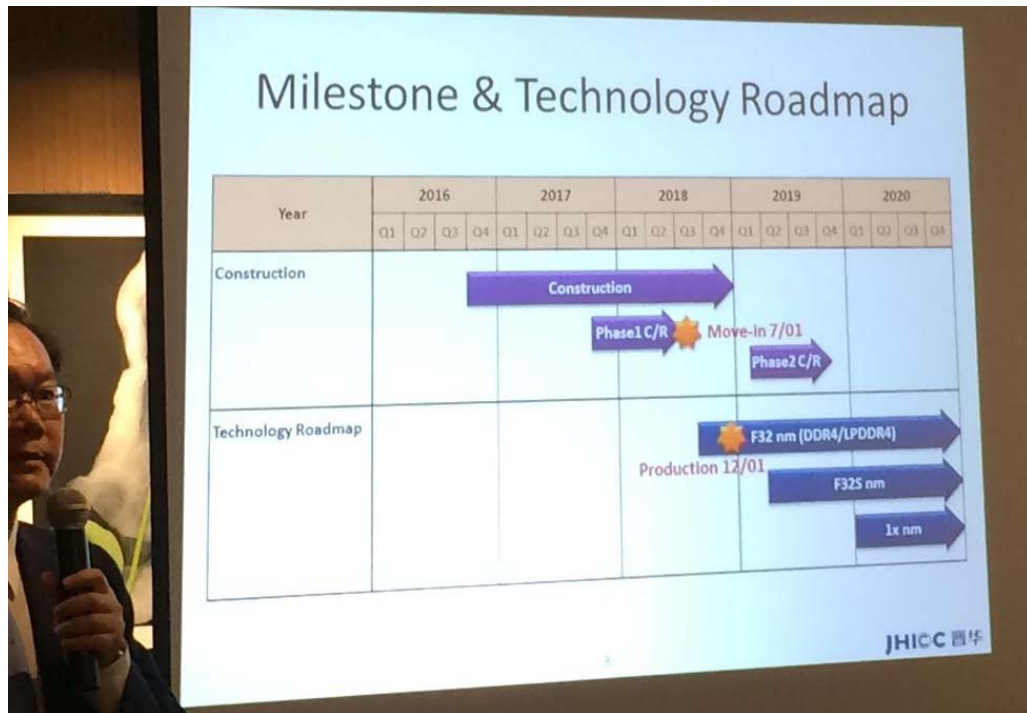 Milestone & Technology Roadmap
Year
2016 2017 2018 2019 2020
Q1 Q2 Q3 Q4 Q1 Q2 Q3 Q4 Q1 Q2 Q3 Q4 Q1 Q2 Q3 Q4 Q1 Q2 Q3 Q4
Construction
Construction
Phase1 C/R
Move-in 7/01
Phase2 C/R
Technology Roadmap
F32 nm (DDR4/LPDDR4)
Production 12/01
F32S nm
1x nm
JHICC 晋华
8